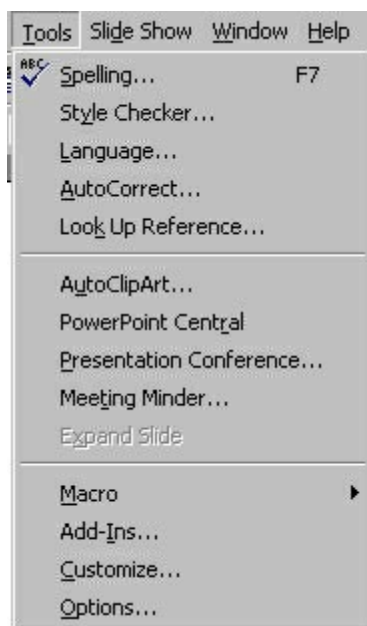 Tools Slide Show Window Help
ABC Spelling... F7
Style Checker...
Language...
AutoCorrect...
Look Up Reference...
AutoClipArt...
PowerPoint Central
Presentation Conference...
Meeting Minder...
Expand Slide
Macro
Add-Ins...
Customize...
Options...